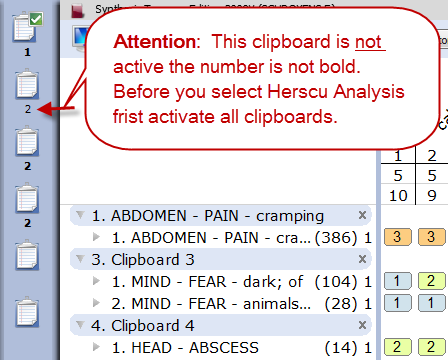 1
2
2
2
Attention: This clipboard is not
active the number is not bold.
Before you select Herscu Analysis
frist activate all clipboards.
1 2
5 5
10 9
1. ABDOMEN - PAIN - cramping x
1. ABDOMEN - PAIN - cra... (386) 1 3 3
3. Clipboard 3 x
1. MIND - FEAR - dark; of (104) 1 1 2
2. MIND - FEAR - animals... (28) 1 1 1
4. Clipboard 4 x
1. HEAD - ABSCESS (14) 1 2 2